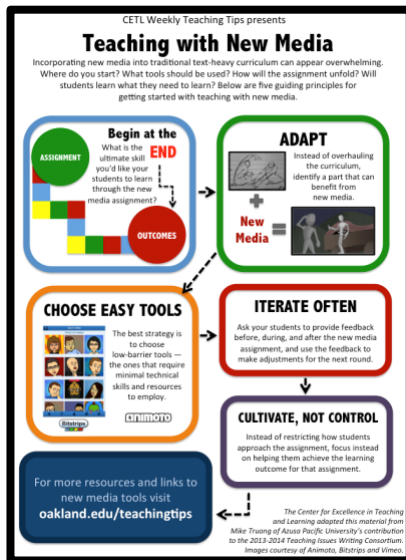 CETL Weekly Teaching Tips presents
Teaching with New Media
Incorporating new media into traditional text-heavy curriculum can appear overwhelming.
Where do you start? What tools should be used? How will the assignment unfold? Will
students learn what they need to learn? Below are five guiding principles for
getting started with teaching with new media.
Begin at the
END
ASSIGNMENT
What is the
ultimate skill
you'd like your
students to learn
through the new
media assignment?
OUTCOMES
ADAPT
Instead of overhauling
the curriculum,
identify a part that can
benefit from
new media.
+
New
Media
=
CHOOSE EASY TOOLS
The best strategy is
to choose
low-barrier tools —
the ones that require
minimal technical
skills and resources
to employ.
Bitstrips
animoto
ITERATE OFTEN
Ask your students to provide feedback
before, during, and after the new media
assignment, and use the feedback to
make adjustments for the next round.
CULTIVATE, NOT CONTROL
Instead of restricting how students
approach the assignment, focus instead
on helping them achieve the learning
outcome for that assignment.
For more resources and links to
new media tools visit
oakland.edu/teachingtips
The Center for Excellence in Teaching
and Learning adapted this material from
Mike Truong of Azusa Pacific University's contribution
to the 2013-2014 Teaching Issues Writing Consortium.
Images courtesy of Animoto, Bitstrips and Vimeo.